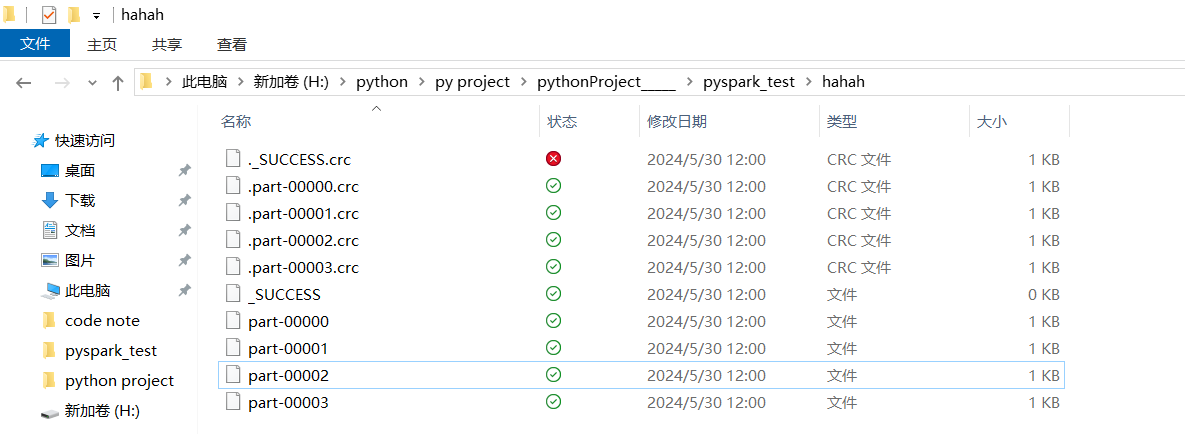 hahah
文件 主页 共享 查看
此电脑 新加卷 (H:) python py project pythonProject_____ pyspark_test hahah
名称 状态 修改日期 类型 大小
快速访问
桌面
下载
文档
图片
此电脑
code note
pyspark_test
python project
新加卷 (H:)
._SUCCESS.crc 2024/5/30 12:00 CRC 文件 1 KB
.part-00000.crc 2024/5/30 12:00 CRC 文件 1 KB
.part-00001.crc 2024/5/30 12:00 CRC 文件 1 KB
.part-00002.crc 2024/5/30 12:00 CRC 文件 1 KB
.part-00003.crc 2024/5/30 12:00 CRC 文件 1 KB
_SUCCESS 2024/5/30 12:00 文件 0 KB
part-00000 2024/5/30 12:00 文件 1 KB
part-00001 2024/5/30 12:00 文件 1 KB
part-00002 2024/5/30 12:00 文件 1 KB
part-00003 2024/5/30 12:00 文件 1 KB